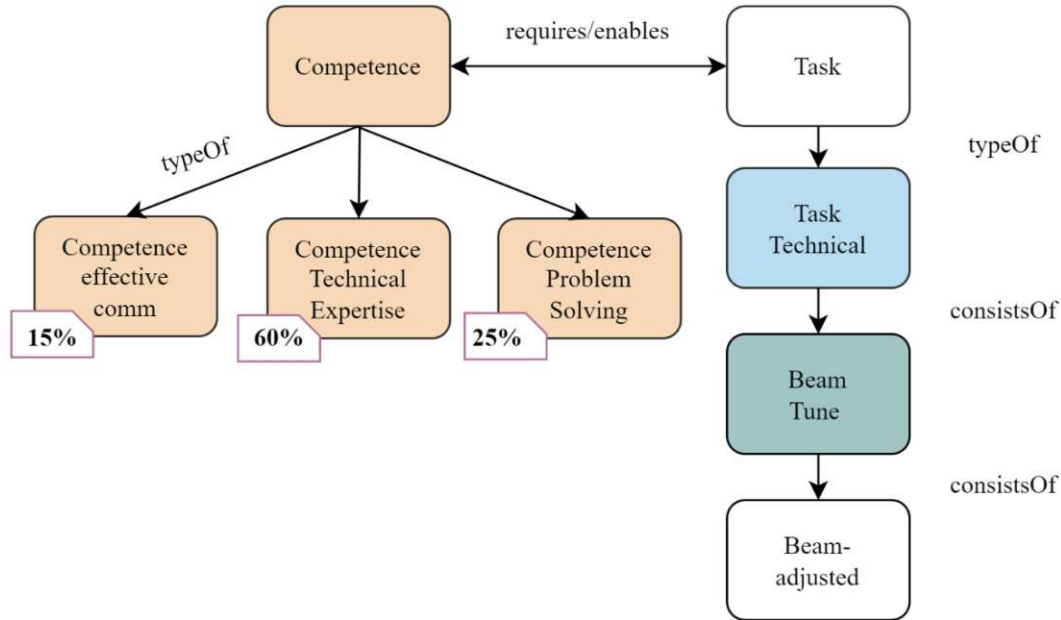 requires/enables
Competence
Task
typeOf
typeOf
Competence
effective
comm
15%
Competence
Technical
Expertise
60%
Competence
Problem
Solving
25%
Task
Technical
consistsOf
Beam
Tune
consistsOf
Beam-
adjusted